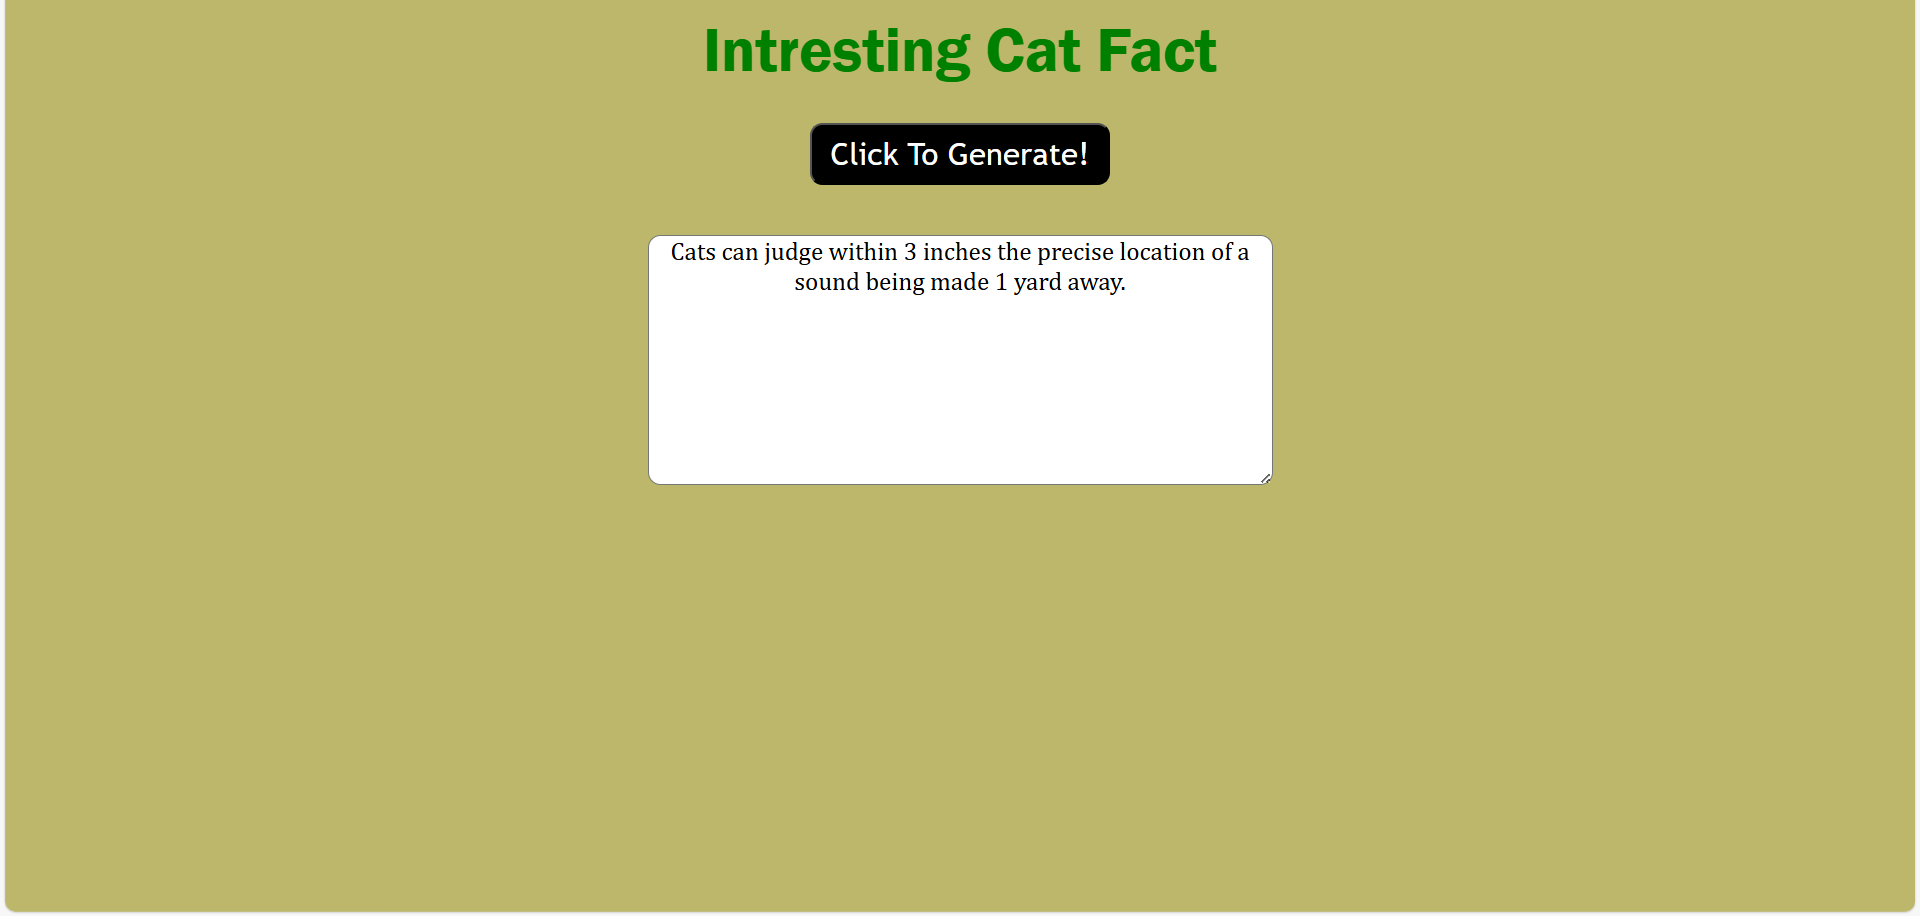 Intresting Cat Fact
Click To Generate!
Cats can judge within 3 inches the precise location of a
sound being made 1 yard away.